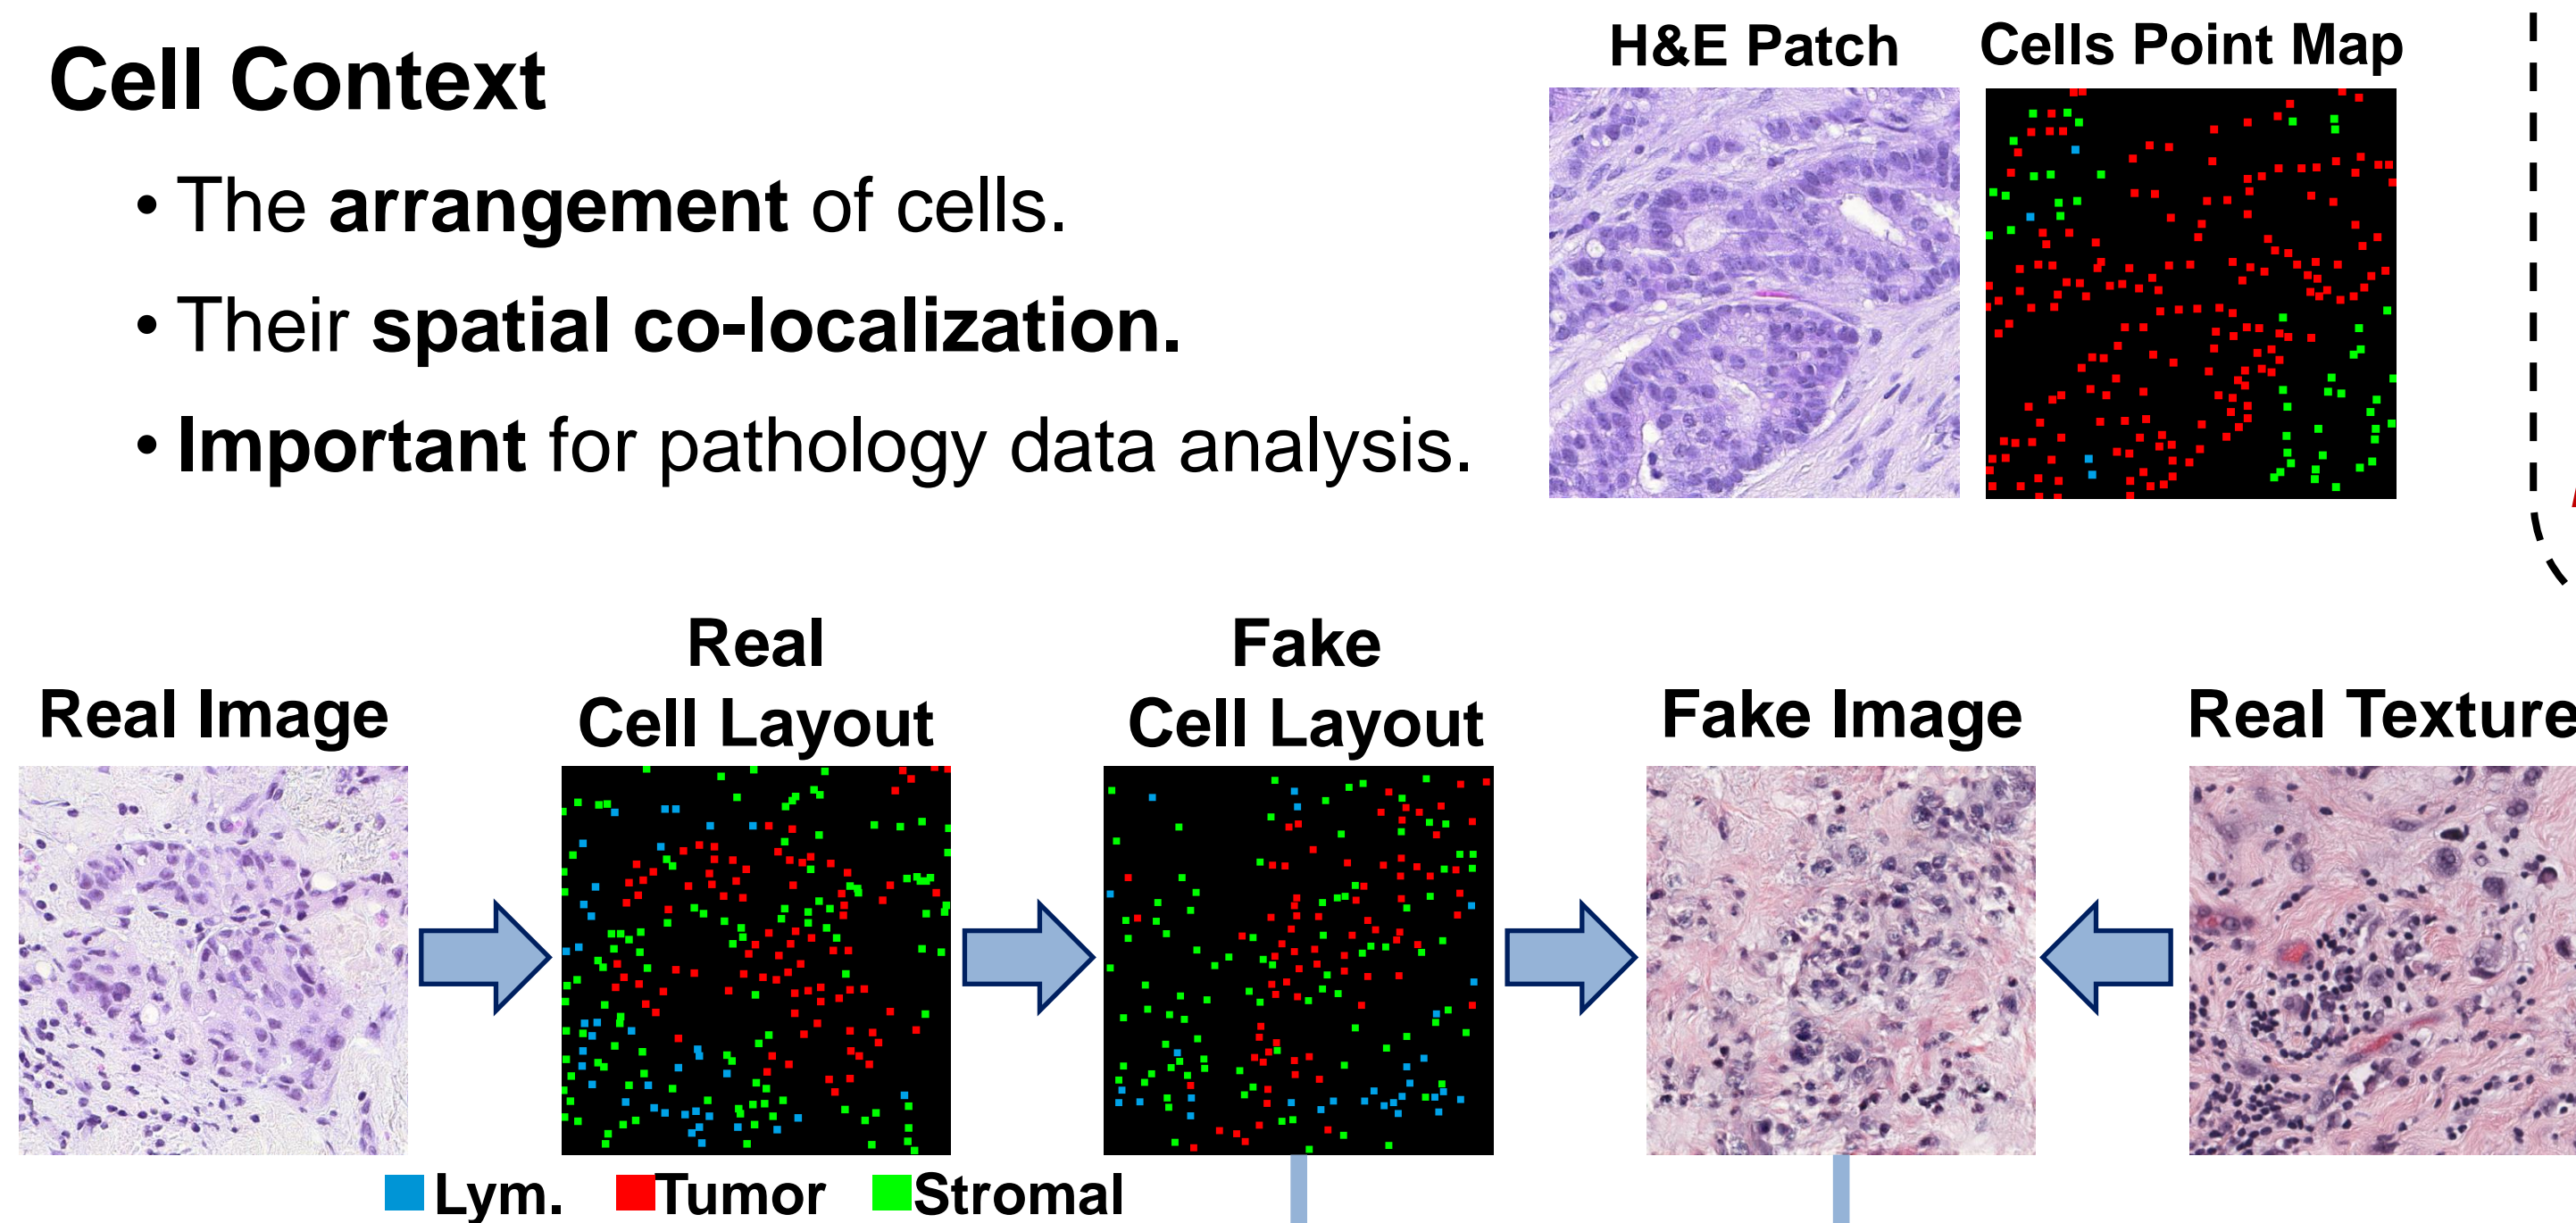 Cell Context
• The arrangement of cells.
• Their spatial co-localization.
• Important for pathology data analysis.
H&E Patch
Cells Point Map
Real Image
Real
Cell Layout
Fake
Cell Layout
Fake Image
Real Texture
Lym.
Tumor
Stromal